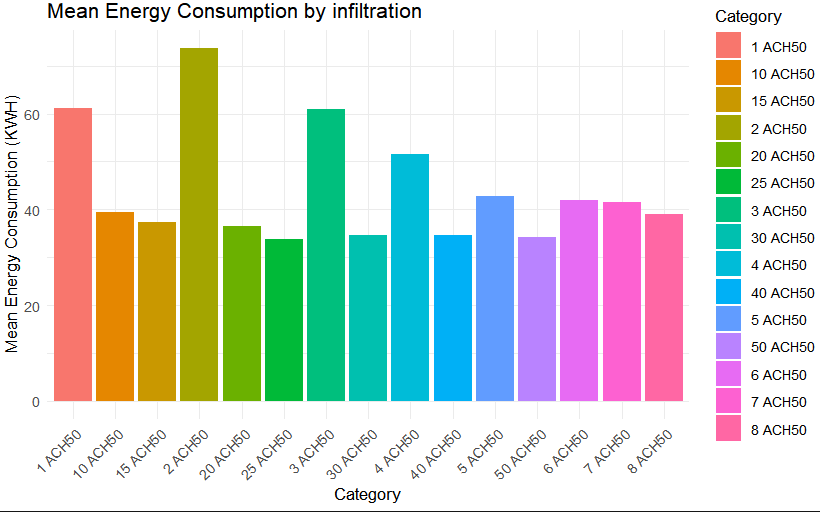 Mean Energy Consumption by infiltration
Mean Energy Consumption (KWH)
60
40
20
0
1 ACH50
10 ACH50
15 ACH50
2 ACH50
20 ACH50
25 ACH50
3 ACH50
30 ACH50
4 ACH50
40 ACH50
5 ACH50
50 ACH50
6 ACH50
7 ACH50
8 ACH50
Category
Category
1 ACH50
10 ACH50
15 ACH50
2 ACH50
20 ACH50
25 ACH50
3 ACH50
30 ACH50
4 ACH50
40 ACH50
5 ACH50
50 ACH50
6 ACH50
7 ACH50
8 ACH50